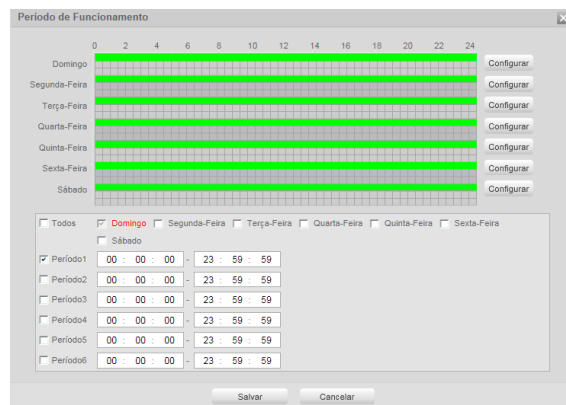 Período de Funcionamento
0 2 4 6 8 10 12 14 16 18 20 22 24
Domingo Configurar
Segunda-Feira Configurar
Terça-Feira Configurar
Quarta-Feira Configurar
Quinta-Feira Configurar
Sexta-Feira Configurar
Sábado Configurar
Todos Domingo Segunda-Feira Terça-Feira Quarta-Feira Quinta-Feira Sexta-Feira
Sábado
Período1 00 : 00 : 00 - 23 : 59 : 59
Período2 00 : 00 : 00 - 23 : 59 : 59
Período3 00 : 00 : 00 - 23 : 59 : 59
Período4 00 : 00 : 00 - 23 : 59 : 59
Período5 00 : 00 : 00 - 23 : 59 : 59
Período6 00 : 00 : 00 - 23 : 59 : 59
Salvar Cancelar